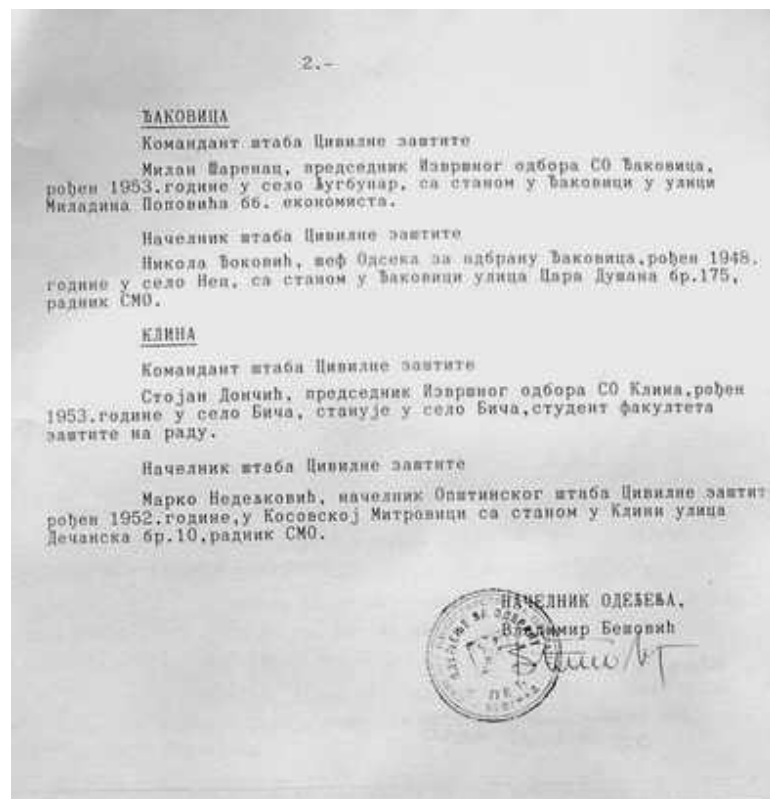 2.-
ЂАКОВИЦА
Командант штаба Цивилне заштите
Милан Шаренац, председник Извршног одбора СО Ђаковица,
рођен 1953.године у село Љугбунар, са станом у Ђаковици у улици
Миладина Поповића бб. економиста.
Начелник штаба Цивилне заштите
Никола Ђоковић, шеф Одсека за одбрану Ђаковица,рођен 1948.
године у село Нец, са станом у Ђаковици улица Цара Душана бр.175,
радник СМО.
КЛИНА
Командант штаба Цивилне заштите
Стојан Дончић, председник Извршног одбора СО Клина,рођен
1953.године у село Бича, станује у село Бича,студент факултета
заштите на раду.
Начелник штаба Цивилне заштите
Марко Недељковић, начелник Општинског штаба Цивилне заштит
рођен 1952.године,у Косовској Митровици са станом у Клини улица
Дечанска бр.10,радник СМО.
НАЧЕЛНИК ОДЕЉЕЊА,
Владимир Бешовић
ПЕЋ